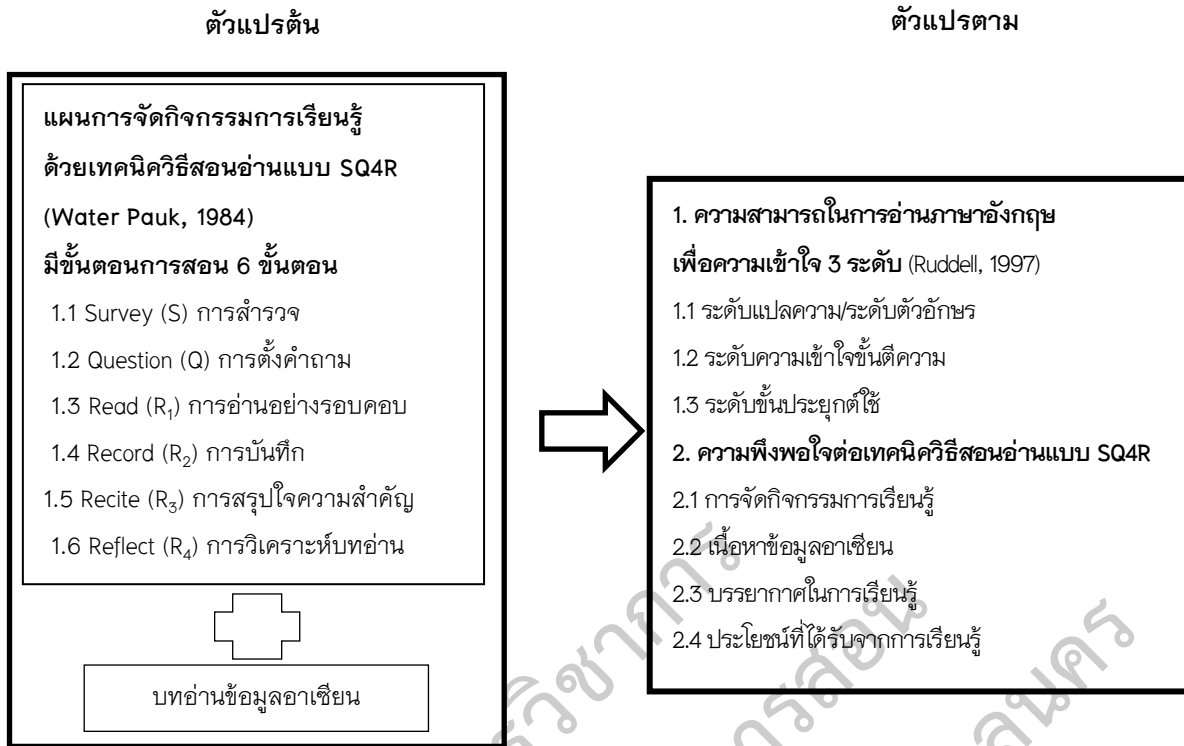 ตัวแปรต้น
แผนการจัดกิจกรรมการเรียนรู้
ด้วยเทคนิควิธีสอนอ่านแบบ SQ4R
(Water Pauk, 1984)
มีขั้นตอนการสอน 6 ขั้นตอน
1.1 Survey (S) การสำรวจ
1.2 Question (Q) การตั้งคำถาม
1.3 Read (R₁) การอ่านอย่างรอบคอบ
1.4 Record (R₂) การบันทึก
1.5 Recite (R₃) การสรุปใจความสำคัญ
1.6 Reflect (R₄) การวิเคราะห์บทอ่าน
บทอ่านข้อมูลอาเซียน
ตัวแปรตาม
1. ความสามารถในการอ่านภาษาอังกฤษ
เพื่อความเข้าใจ 3 ระดับ (Ruddell, 1997)
1.1 ระดับแปลความ/ระดับตัวอักษร
1.2 ระดับความเข้าใจขั้นตีความ
1.3 ระดับขั้นประยุกต์ใช้
2. ความพึงพอใจต่อเทคนิควิธีสอนอ่านแบบ SQ4R
2.1 การจัดกิจกรรมการเรียนรู้
2.2 เนื้อหาข้อมูลอาเซียน
2.3 บรรยากาศในการเรียนรู้
2.4 ประโยชน์ที่ได้รับจากการเรียนรู้